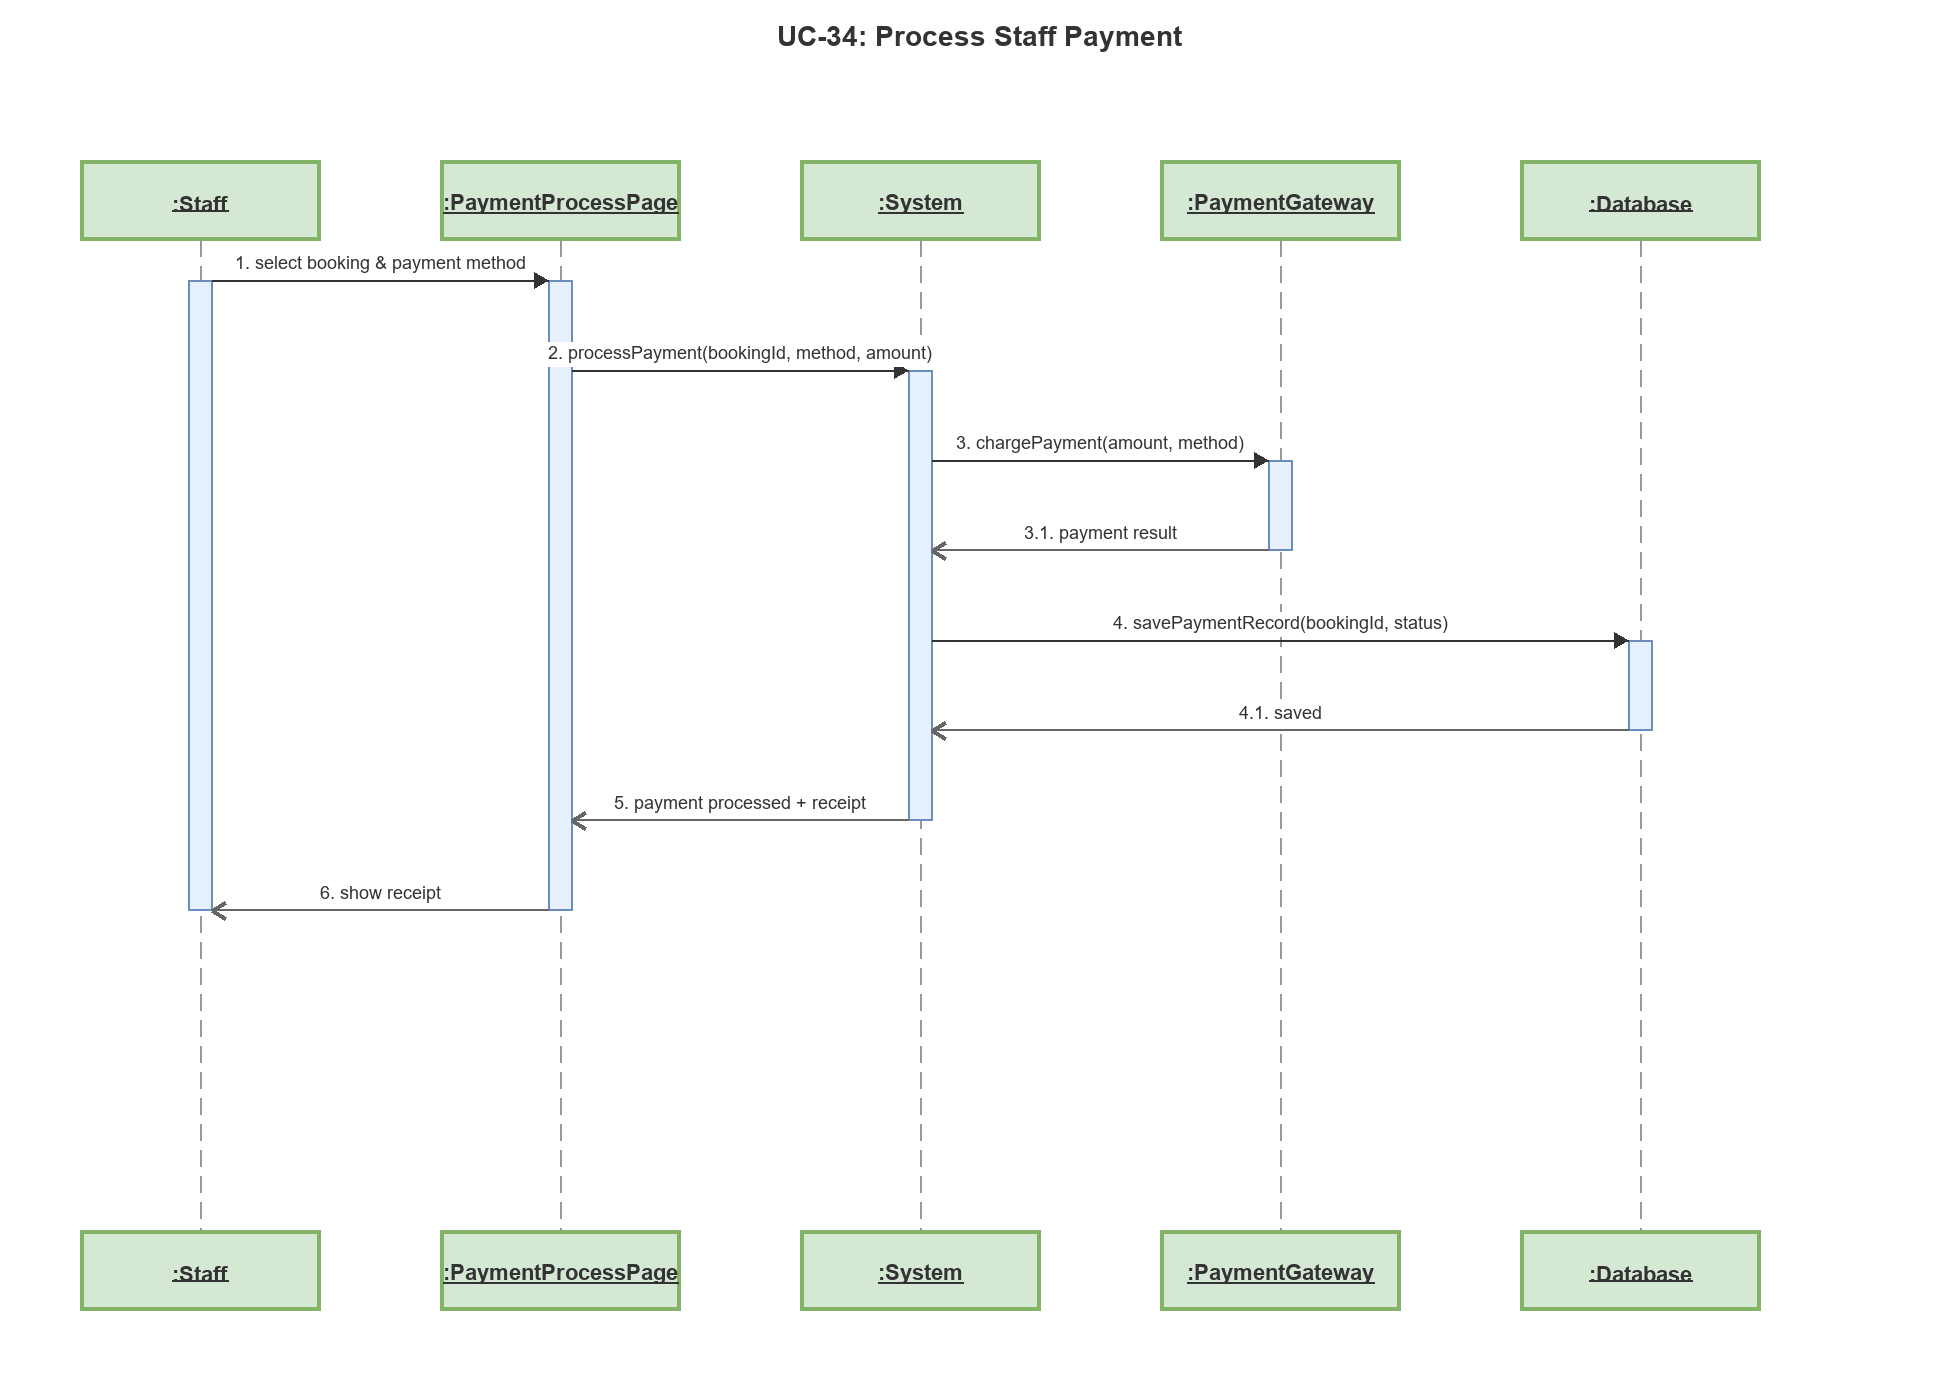 UC-34: Process Staff Payment
:Staff
:PaymentProcessPage
:System
:PaymentGateway
:Database
1. select booking & payment method
2. processPayment(bookingId, method, amount)
3. chargePayment(amount, method)
3.1. payment result
4. savePaymentRecord(bookingId, status)
4.1. saved
5. payment processed + receipt
6. show receipt
:Staff
:PaymentProcessPage
:System
:PaymentGateway
:Database